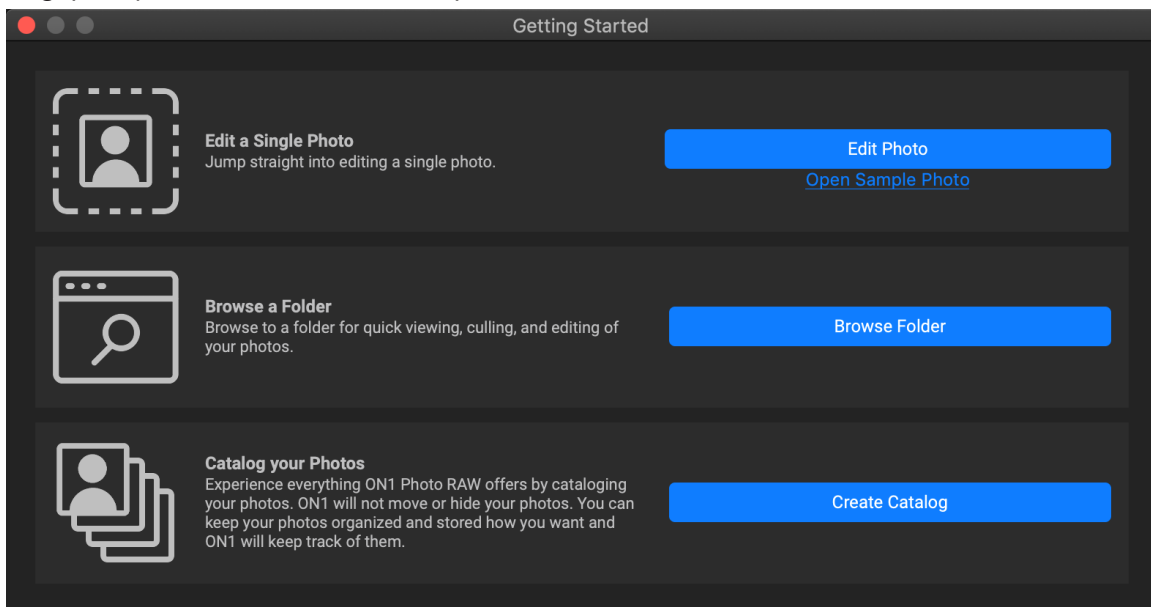 Getting Started
Edit a Single Photo
Jump straight into editing a single photo.
Edit Photo
Open Sample Photo
Browse a Folder
Browse to a folder for quick viewing, culling, and editing of
your photos.
Browse Folder
Catalog your Photos
Experience everything ON1 Photo RAW offers by cataloging
your photos. ON1 will not move or hide your photos. You can
keep your photos organized and stored how you want and
ON1 will keep track of them.
Create Catalog